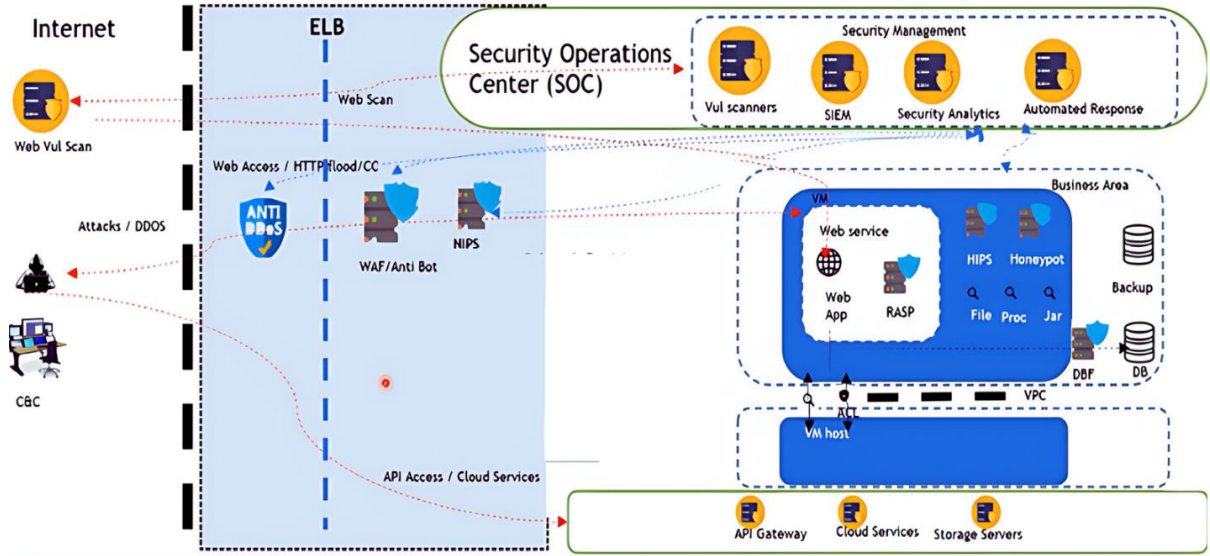 Internet
ELB
Security Operations
Center (SOC)
Security Management
Vul scanners
SIEM
Security Analytics
Automated Response
Web Scan
Web Vul Scan
Web Access / HTTP flood/CC
Attacks / DDOS
ANTI
DDoS
WAF/Anti Bot
NIPS
C&C
API Access / Cloud Services
Business Area
VM
Web service
Web
App
RASP
HIPS
Honeypot
File
Proc
Jar
Backup
DBF
DB
ACL
VPC
VM host
API Gateway
Cloud Services
Storage Servers